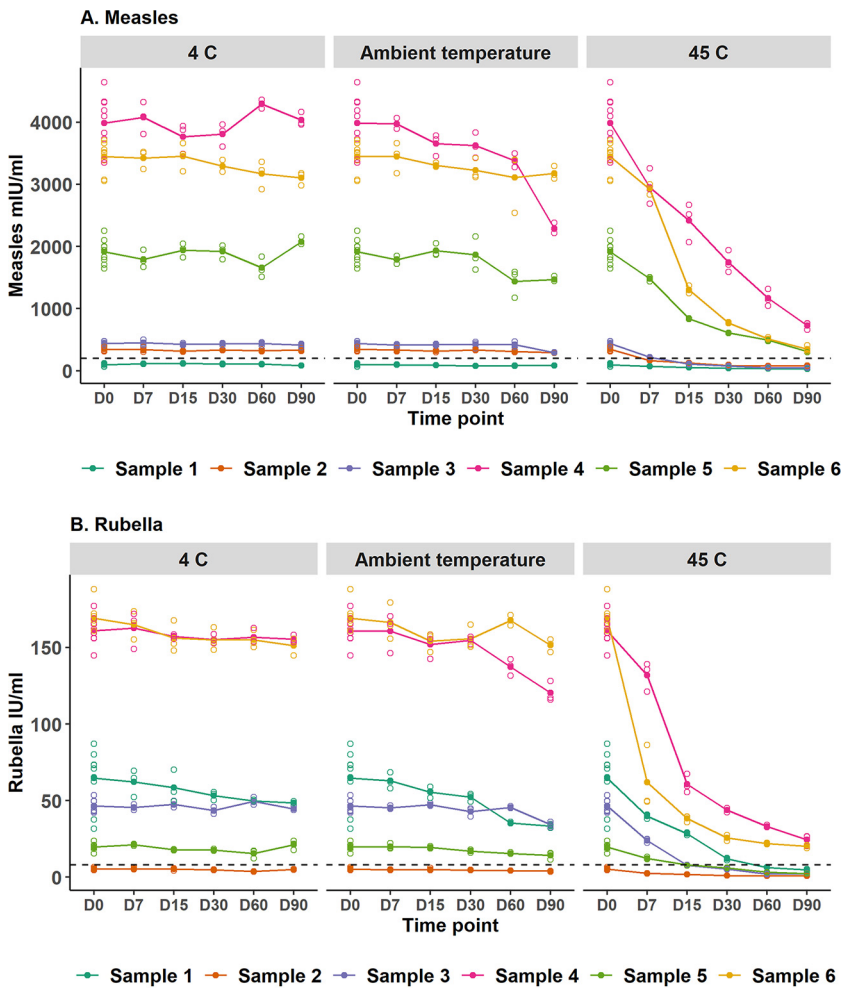 A. Measles
4 C
Ambient temperature
45 C
Measles mIU/ml
4000
3000
2000
1000
0
D0 D7 D15 D30 D60 D90
D0 D7 D15 D30 D60 D90
D0 D7 D15 D30 D60 D90
Time point
Sample 1 Sample 2 Sample 3 Sample 4 Sample 5 Sample 6
B. Rubella
4 C
Ambient temperature
45 C
Rubella IU/ml
150
100
50
0
D0 D7 D15 D30 D60 D90
D0 D7 D15 D30 D60 D90
D0 D7 D15 D30 D60 D90
Time point
Sample 1 Sample 2 Sample 3 Sample 4 Sample 5 Sample 6